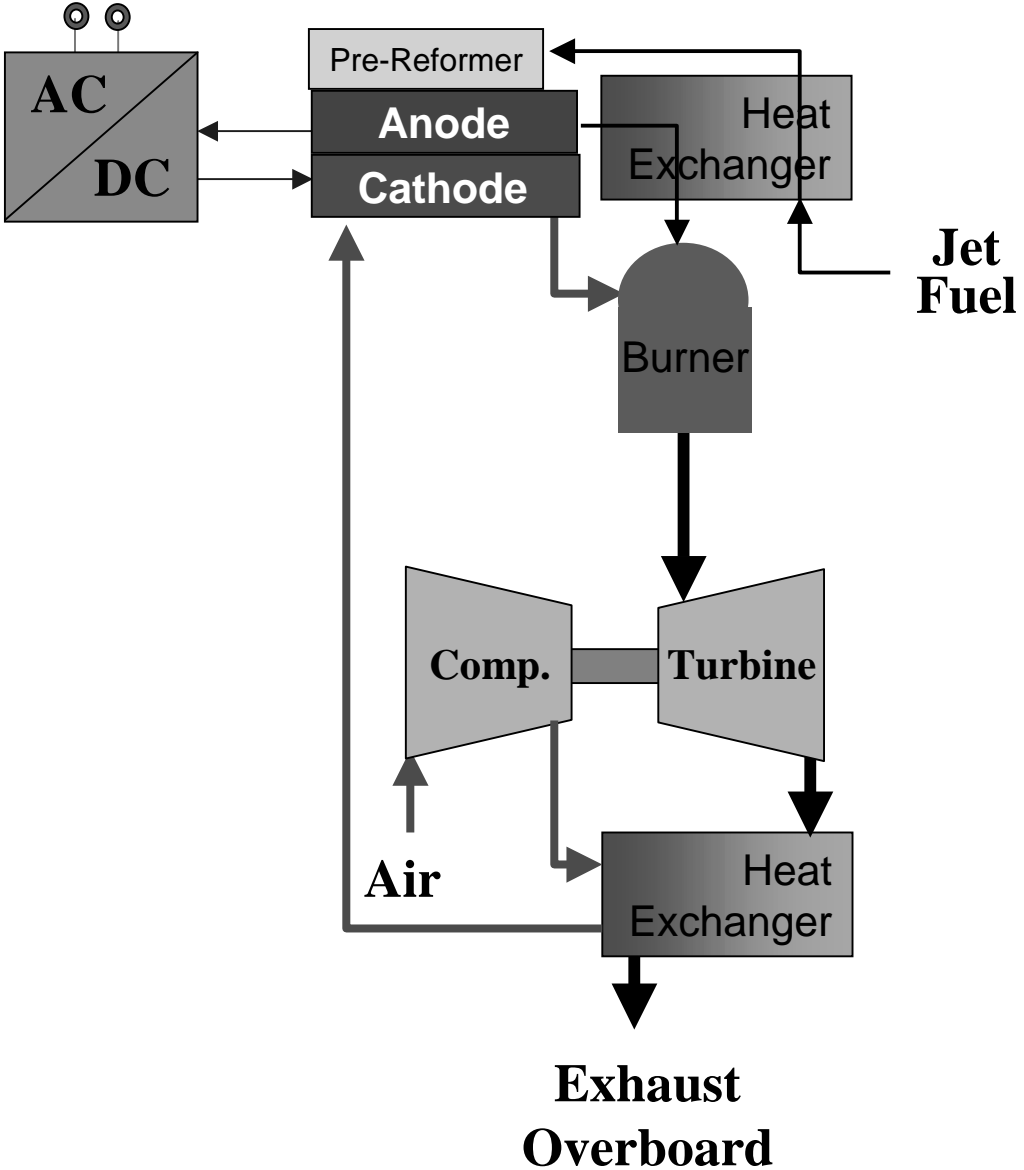 Pre-Reformer
AC
DC
Anode
Cathode
Heat
Exchanger
Jet
Fuel
Burner
Comp.
Turbine
Air
Heat
Exchanger
Exhaust
Overboard